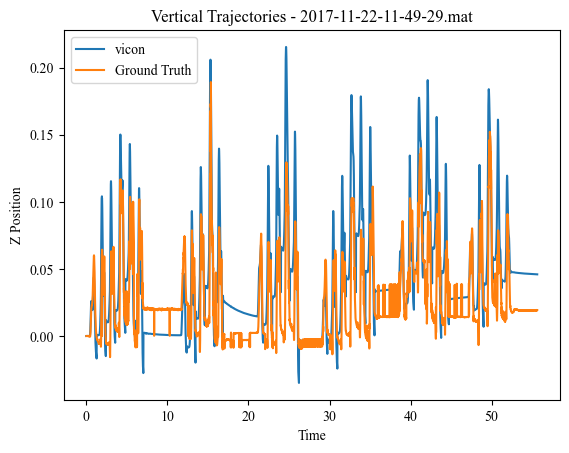 Vertical Trajectories - 2017-11-22-11-49-29.mat
vicon
Ground Truth
0.20
0.15
0.10
0.05
0.00
Z Position
0 10 20 30 40 50
Time